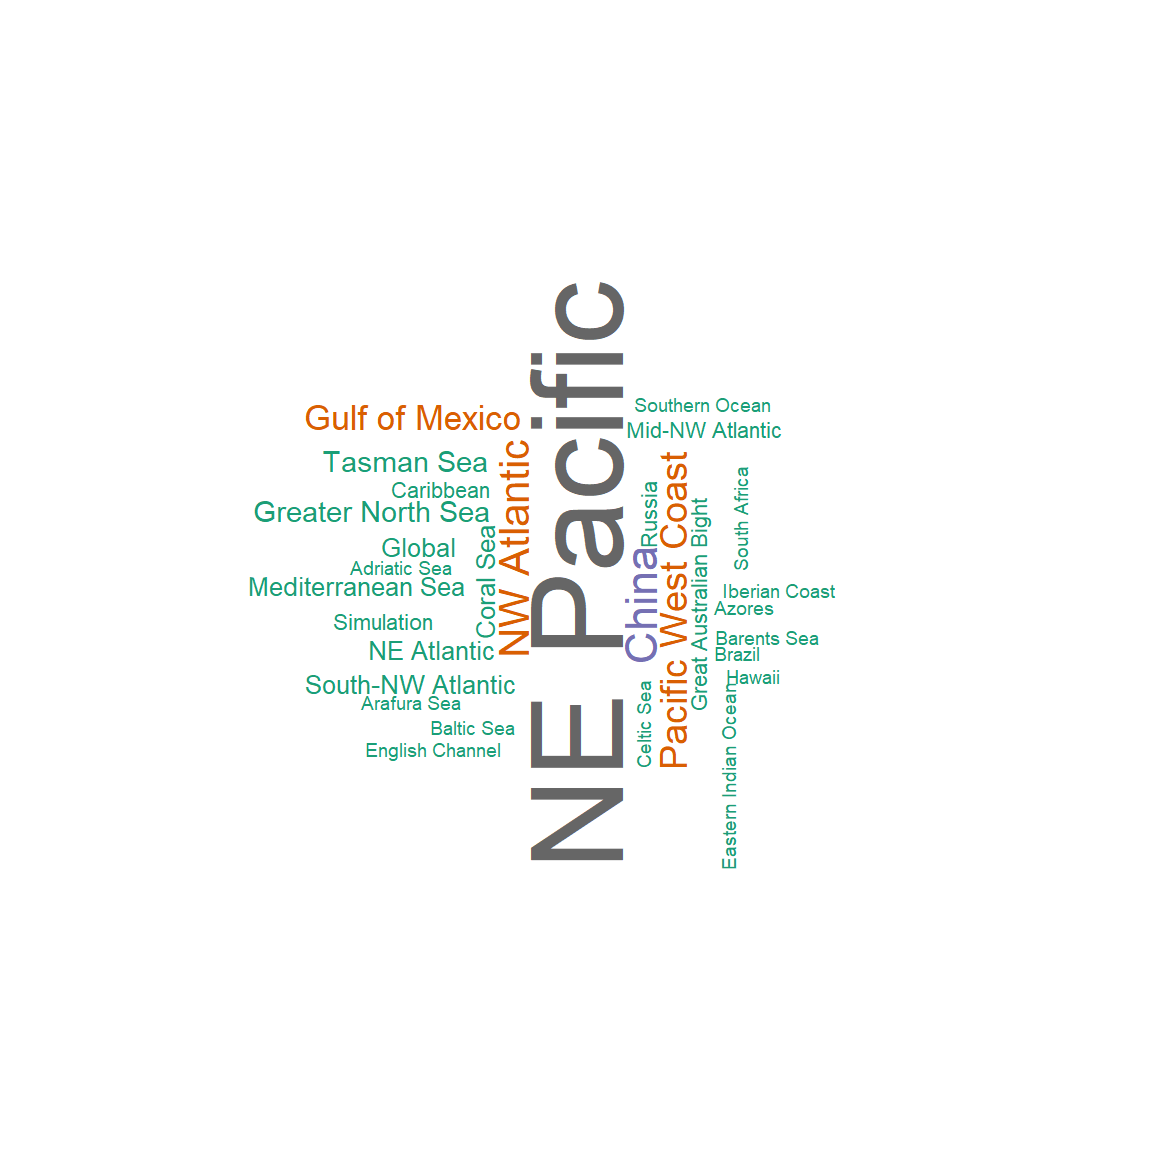 NE Pacific
Gulf of Mexico
Southern Ocean
Mid-NW Atlantic
Tasman Sea
NW Atlantic
Pacific West Coast
South Africa
Caribbean
Russia
Greater North Sea
Great Australian Bight
Coral Sea
Global
China
Adriatic Sea
Mediterranean Sea
Iberian Coast
Azores
Simulation
Barents Sea
NE Atlantic
Brazil
Hawaii
South-NW Atlantic
Celtic Sea
Eastern Indian Ocean
Arafura Sea
Baltic Sea
English Channel